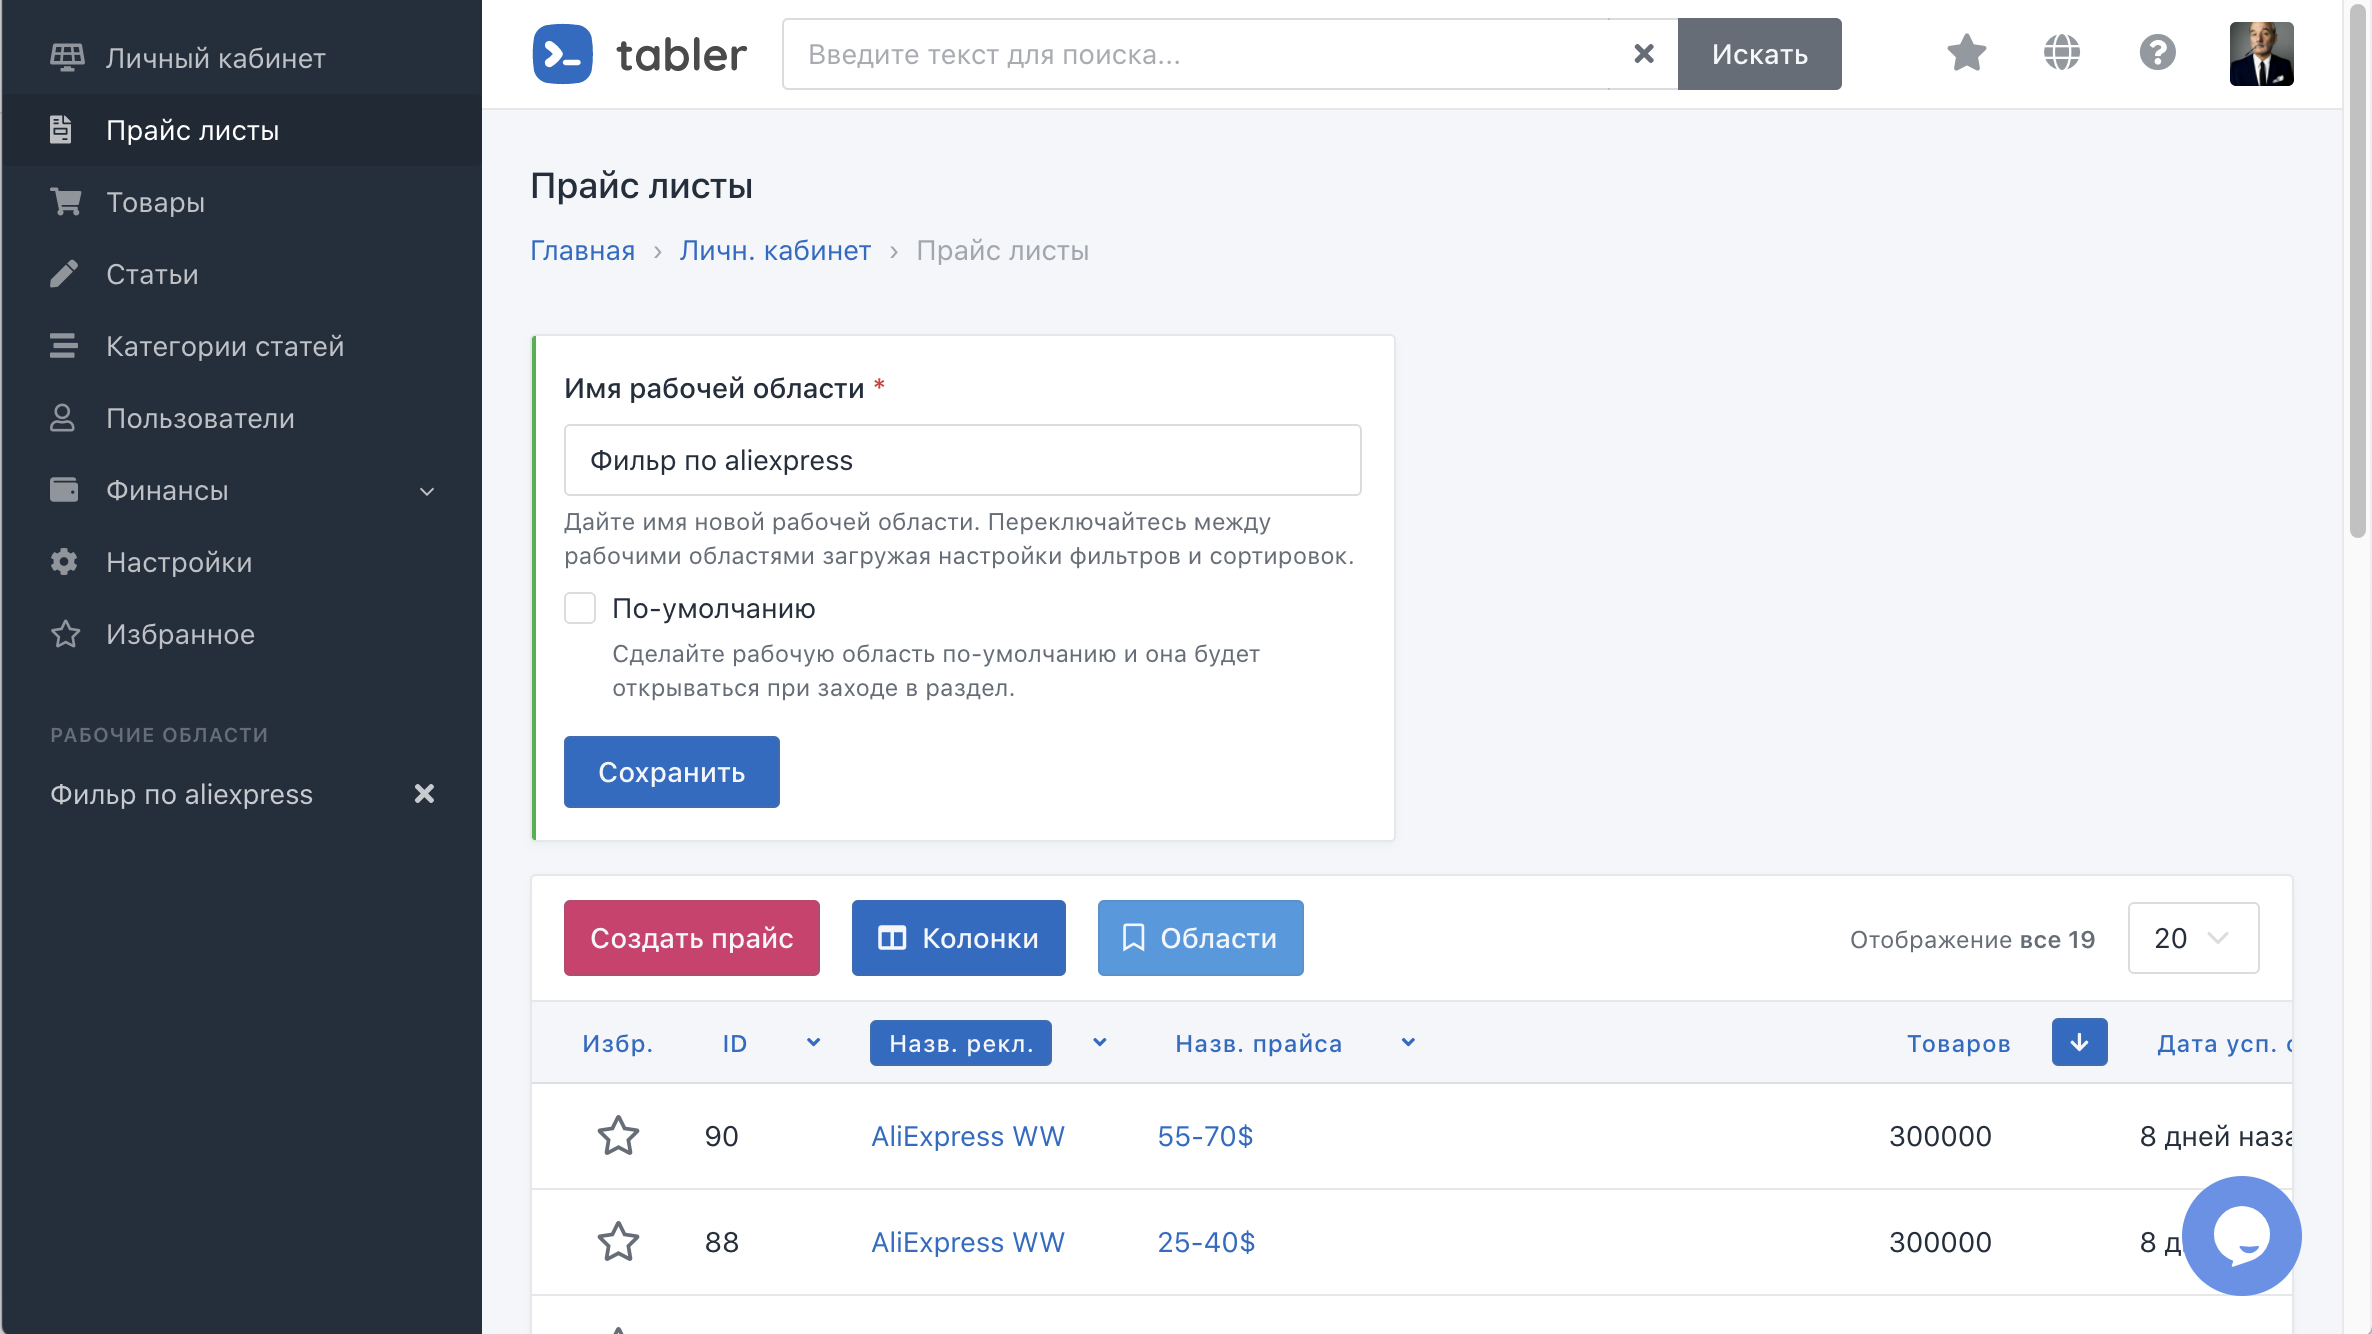 Личный кабинет
Прайс листы
Товары
Статьи
Категории статей
Пользователи
Финансы
Настройки
Избранное
РАБОЧИЕ ОБЛАСТИ
Фильр по aliexpress
tabler
Введите текст для поиска...
Искать
Прайс листы
Главная › Личн. кабинет › Прайс листы
Имя рабочей области *
Фильр по aliexpress
Дайте имя новой рабочей области. Переключайтесь между
рабочими областями загружая настройки фильтров и сортировок.
По-умолчанию
Сделайте рабочую область по-умолчанию и она будет
открываться при заходе в раздел.
Сохранить
Создать прайс Колонки Области Отображение все 19 20
Избр. ID Назв. рекл. Назв. прайса Товаров Дата усп.
90 AliExpress WW 55-70$ 300000 8 дней
88 AliExpress WW 25-40$ 300000 8